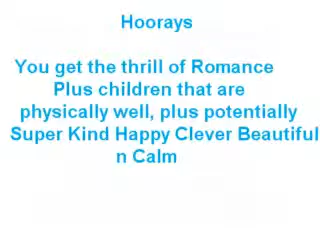 Hoorays
You get the thrill of Romance
Plus children that are
physically well, plus potentially
Super Kind Happy Clever Beautiful
n Calm